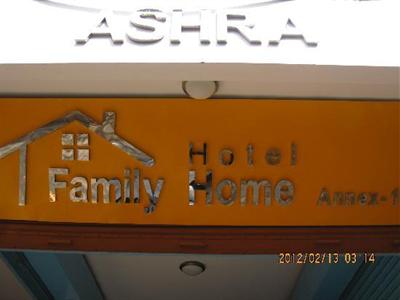 ASHRA
Hotel
Family Home Annex-1
2012/02/13 03:14